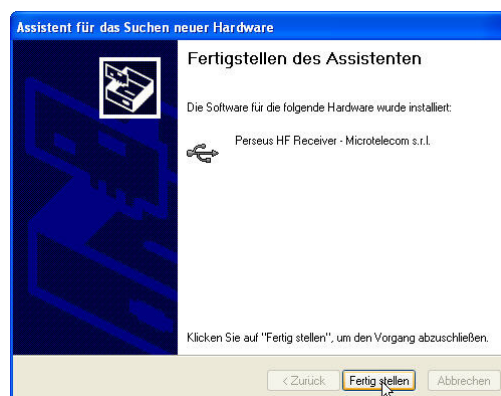 Assistent für das Suchen neuer Hardware
Fertigstellen des Assistenten
Die Software für die folgende Hardware wurde installiert:
Perseus HF Receiver - Microtelecom s.r.l.
Klicken Sie auf "Fertig stellen", um den Vorgang abzuschließen.
< Zurück Fertig stellen Abbrechen